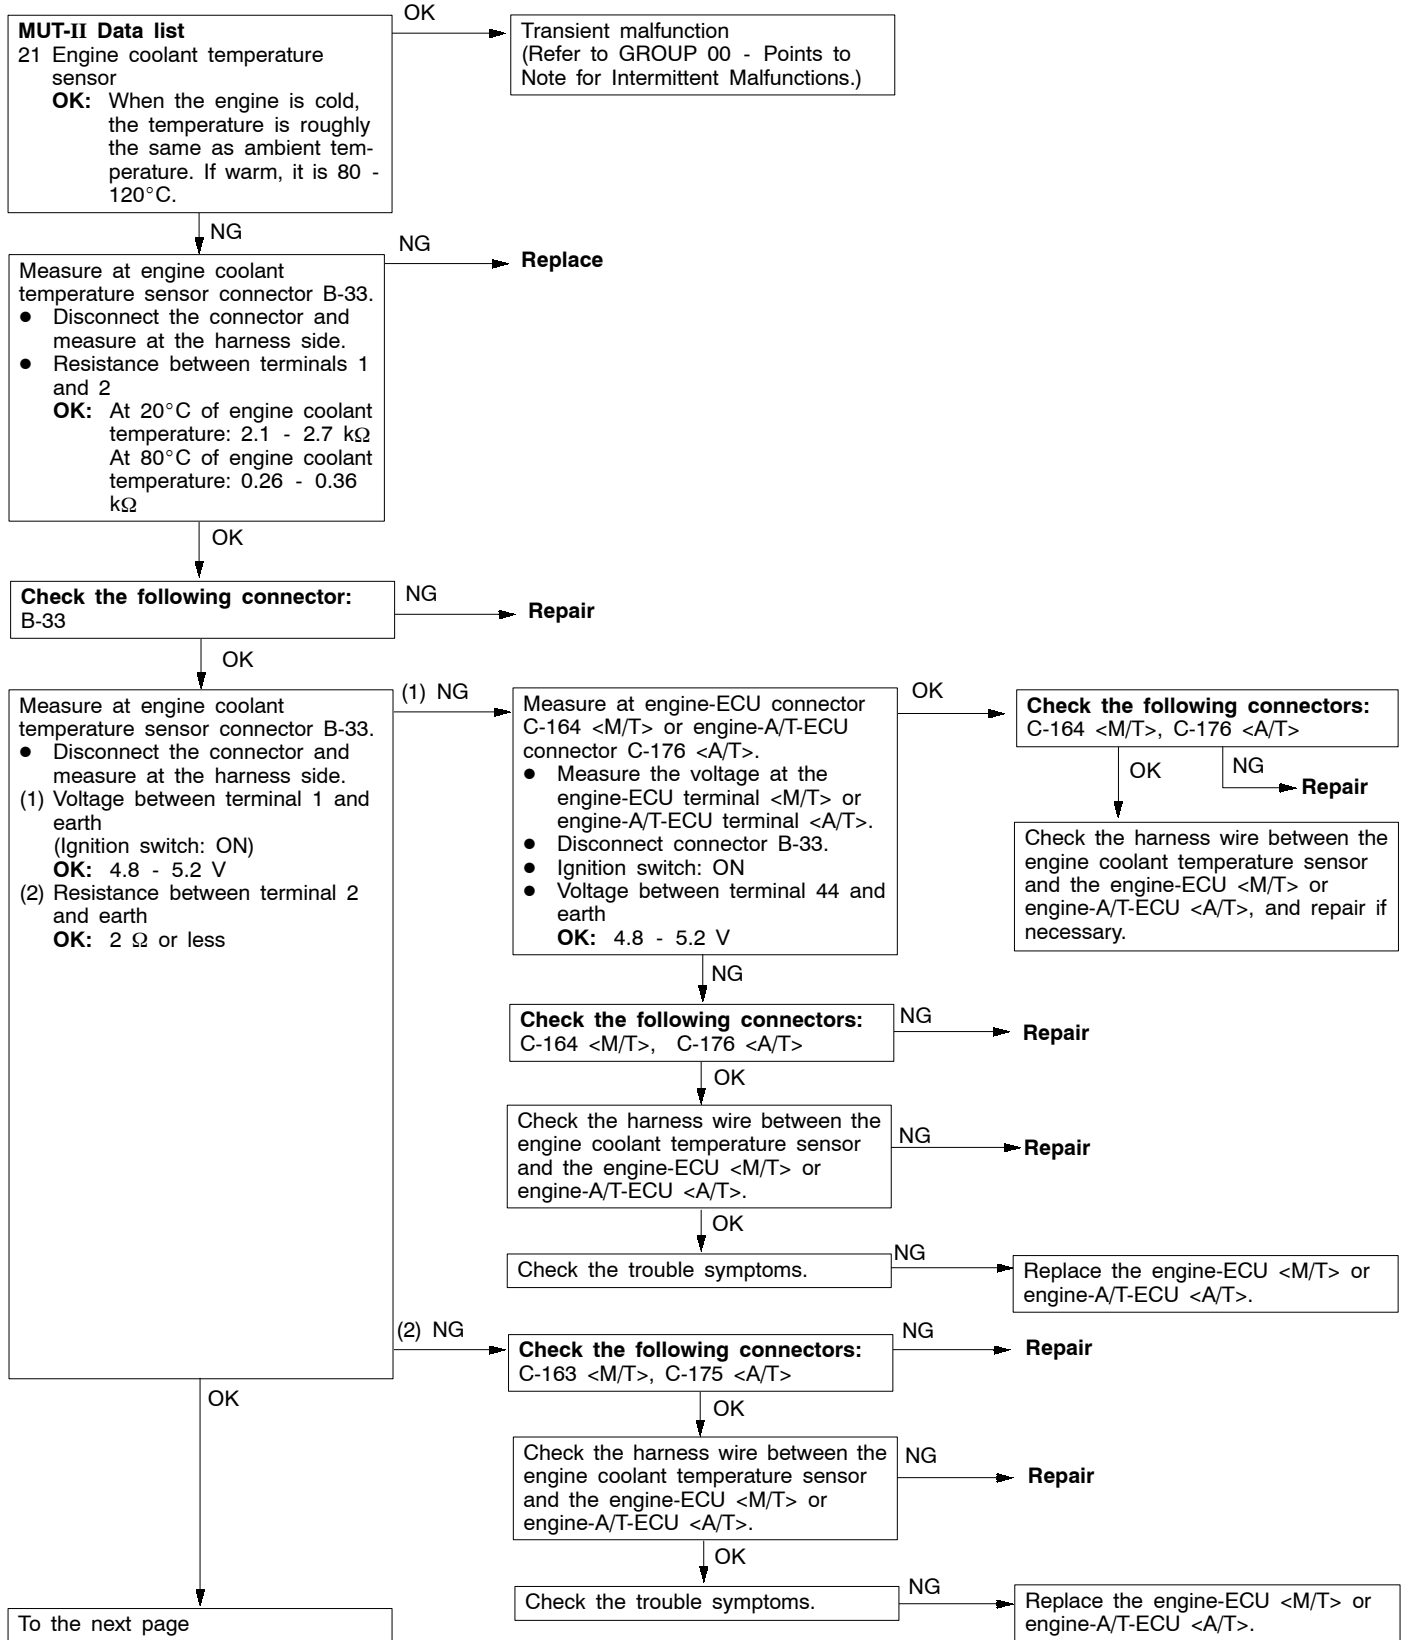 MUT-II Data list
21 Engine coolant temperature
sensor
OK: When the engine is cold,
the temperature is roughly
the same as ambient tem-
perature. If warm, it is 80 -
120°C.
OK
Transient malfunction
(Refer to GROUP 00 - Points to
Note for Intermittent Malfunctions.)
NG
Measure at engine coolant
temperature sensor connector B-33.
● Disconnect the connector and
measure at the harness side.
● Resistance between terminals 1
and 2
OK: At 20°C of engine coolant
temperature: 2.1 - 2.7 kΩ
At 80°C of engine coolant
temperature: 0.26 - 0.36
kΩ
NG
Replace
OK
Check the following connector:
B-33
NG
Repair
OK
Measure at engine coolant
temperature sensor connector B-33.
● Disconnect the connector and
measure at the harness side.
(1) Voltage between terminal 1 and
earth
(Ignition switch: ON)
OK: 4.8 - 5.2 V
(2) Resistance between terminal 2
and earth
OK: 2 Ω or less
(1) NG
Measure at engine-ECU connector
C-164 <M/T> or engine-A/T-ECU
connector C-176 <A/T>.
● Measure the voltage at the
engine-ECU terminal <M/T> or
engine-A/T-ECU terminal <A/T>.
● Disconnect connector B-33.
● Ignition switch: ON
● Voltage between terminal 44 and
earth
OK: 4.8 - 5.2 V
OK
Check the following connectors:
C-164 <M/T>, C-176 <A/T>
OK
NG
Repair
Check the harness wire between the
engine coolant temperature sensor
and the engine-ECU <M/T> or
engine-A/T-ECU <A/T>, and repair if
necessary.
NG
Check the following connectors:
C-164 <M/T>, C-176 <A/T>
NG
Repair
OK
Check the harness wire between the
engine coolant temperature sensor
and the engine-ECU <M/T> or
engine-A/T-ECU <A/T>.
NG
Repair
OK
Check the trouble symptoms.
NG
Replace the engine-ECU <M/T> or
engine-A/T-ECU <A/T>.
(2) NG
Check the following connectors:
C-163 <M/T>, C-175 <A/T>
NG
Repair
OK
Check the harness wire between the
engine coolant temperature sensor
and the engine-ECU <M/T> or
engine-A/T-ECU <A/T>.
NG
Repair
OK
Check the trouble symptoms.
NG
Replace the engine-ECU <M/T> or
engine-A/T-ECU <A/T>.
OK
To the next page